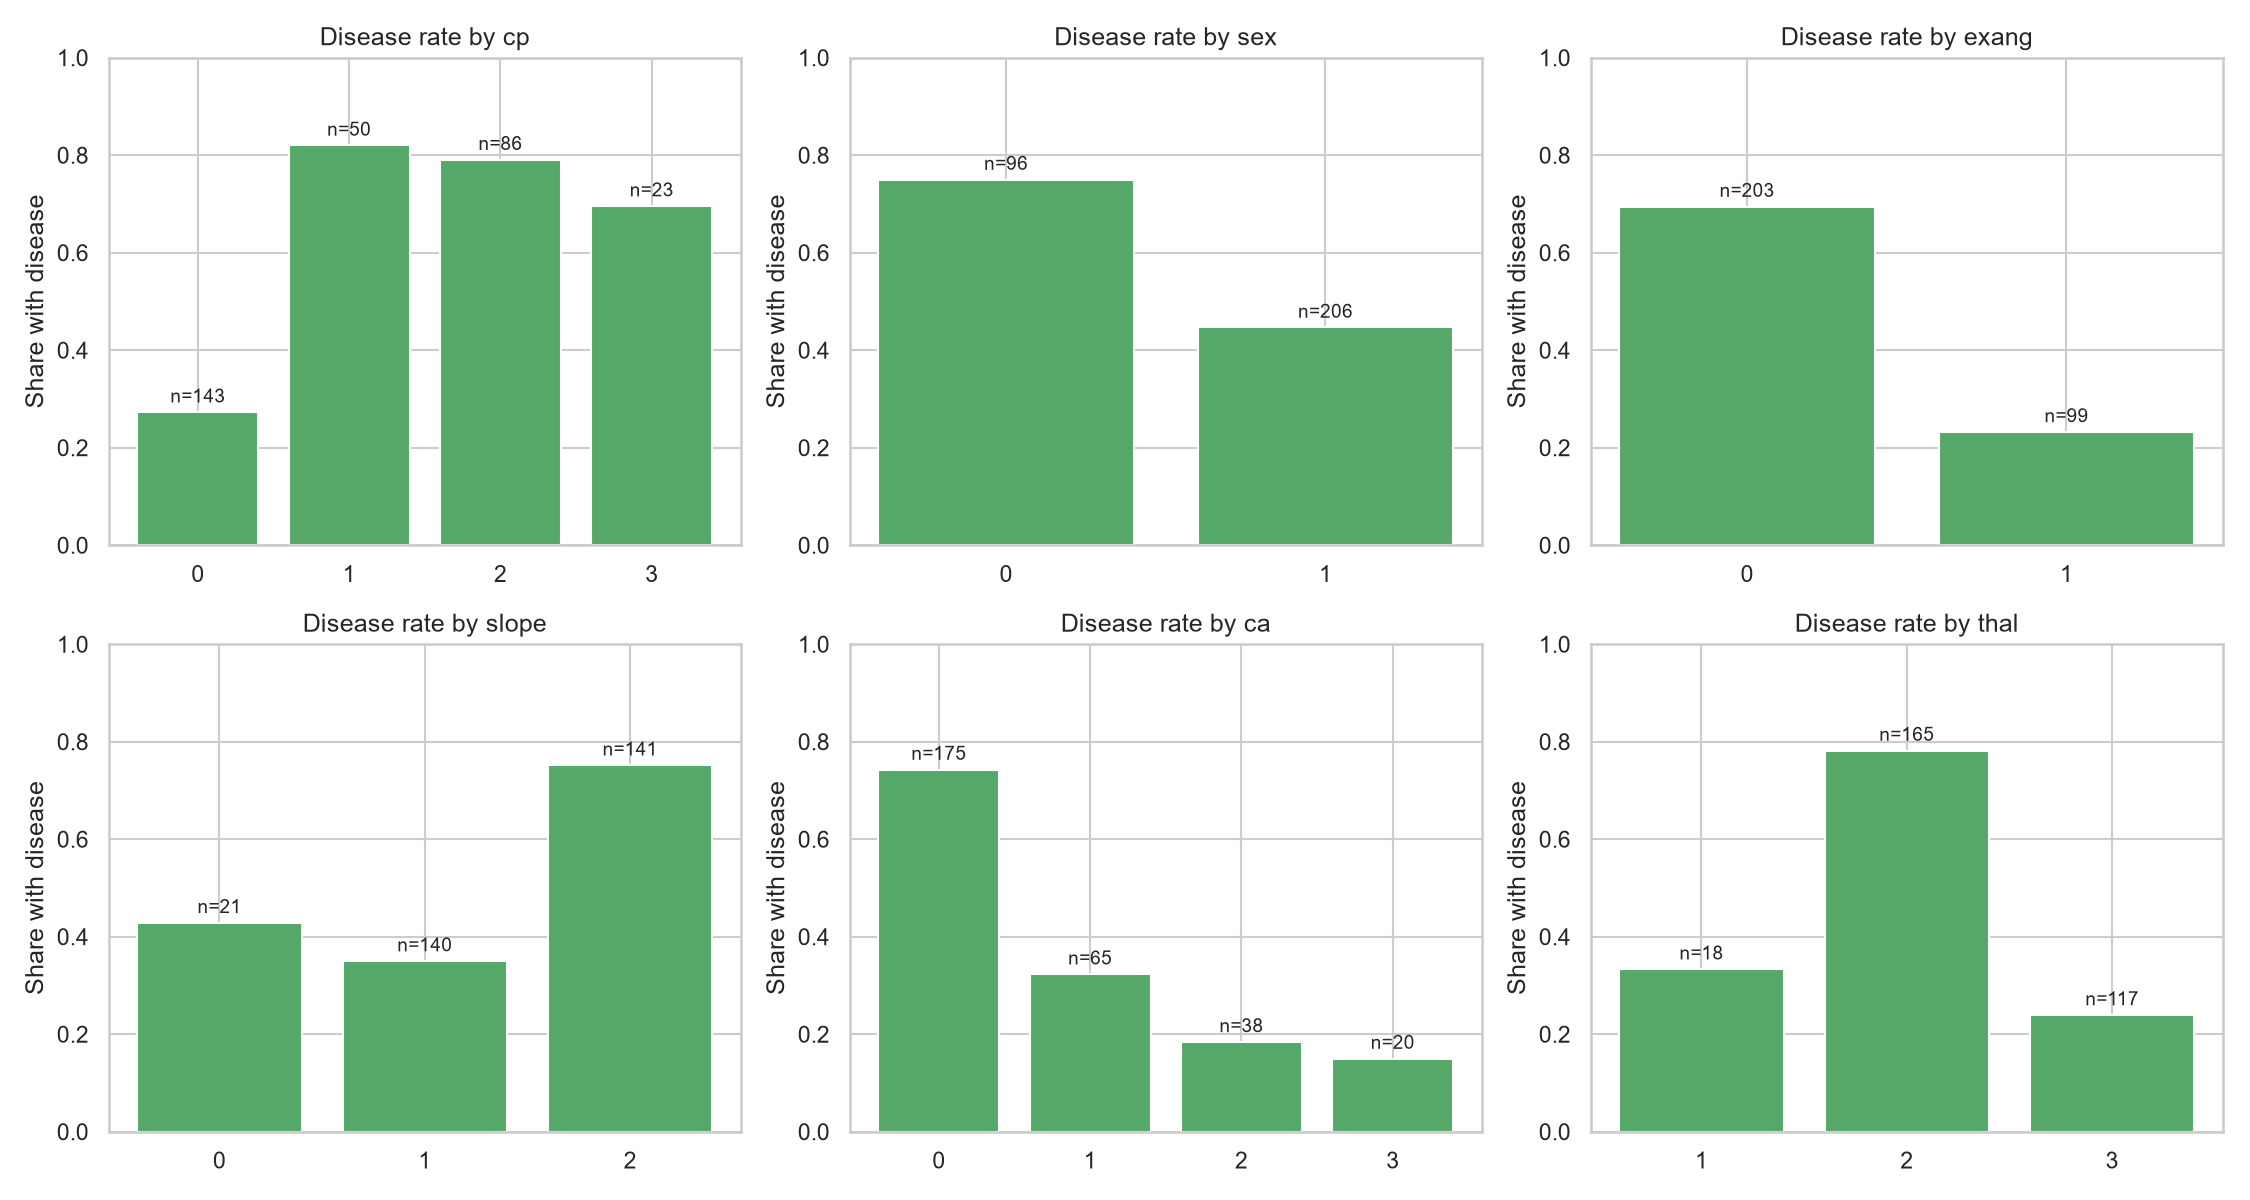 Disease rate by cp
Share with disease
1.0
0.8
0.6
0.4
0.2
0.0
n=143
n=50
n=86
n=23
0 1 2 3
Disease rate by sex
Share with disease
1.0
0.8
0.6
0.4
0.2
0.0
n=96
n=206
0 1
Disease rate by exang
Share with disease
1.0
0.8
0.6
0.4
0.2
0.0
n=203
n=99
0 1
Disease rate by slope
Share with disease
1.0
0.8
0.6
0.4
0.2
0.0
n=21
n=140
n=141
0 1 2
Disease rate by ca
Share with disease
1.0
0.8
0.6
0.4
0.2
0.0
n=175
n=65
n=38
n=20
0 1 2 3
Disease rate by thal
Share with disease
1.0
0.8
0.6
0.4
0.2
0.0
n=18
n=165
n=117
1 2 3